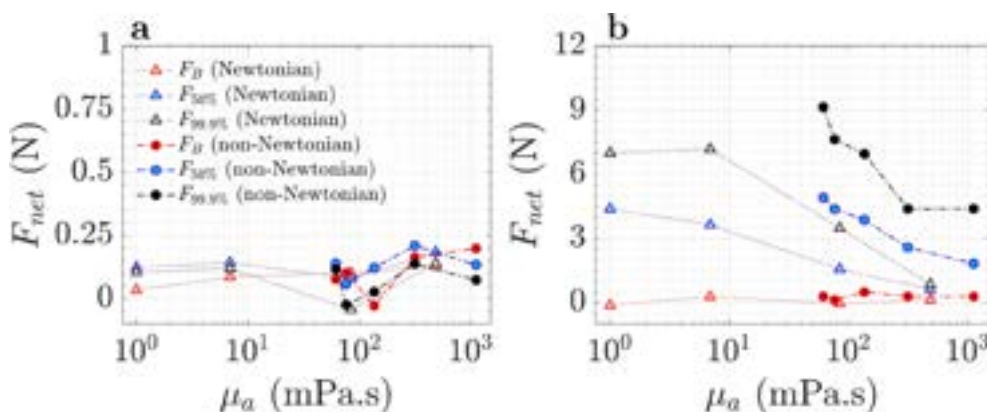 a
b
1
0.75
0.5
0.25
0
F_net (N)
F_B (Newtonian)
F_50% (Newtonian)
F_99.9% (Newtonian)
F_B (non-Newtonian)
F_50% (non-Newtonian)
F_99.9% (non-Newtonian)
10^0 10^1 10^2 10^3
μ_a (mPa.s)
12
9
6
3
0
F_net (N)
10^0 10^1 10^2 10^3
μ_a (mPa.s)